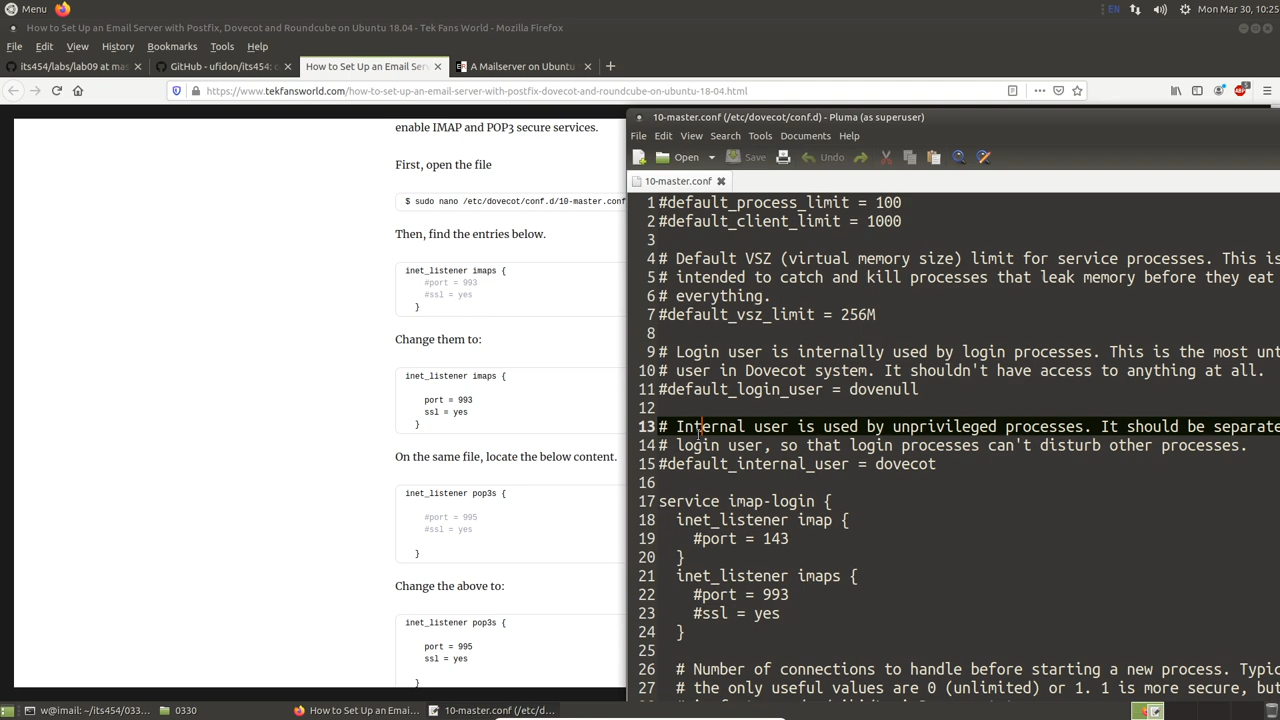 Menu
EN
Mon Mar 30, 10:25
How to Set Up an Email Server with Postfix, Dovecot and Roundcube on Ubuntu 18.04 - Tek Fans World - Mozilla Firefox
File Edit View History Bookmarks Tools Help
its454/labs/lab09 at mas
GitHub - ufidon/its454: c
How to Set Up an Email Serv
A Mailserver on Ubuntu
https://www.tekfansworld.com/how-to-set-up-an-email-server-with-postfix-dovecot-and-roundcube-on-ubuntu-18-04.html
enable IMAP and POP3 secure services.
First, open the file
$ sudo nano /etc/dovecot/conf.d/10-master.conf
Then, find the entries below.
inet_listener imaps {
#port = 993
#ssl = yes
}
Change them to:
inet_listener imaps {
port = 993
ssl = yes
}
On the same file, locate the below content.
inet_listener pop3s {
#port = 995
#ssl = yes
}
Change the above to:
inet_listener pop3s {
port = 995
ssl = yes
}
10-master.conf (/etc/dovecot/conf.d) - Pluma (as superuser)
File Edit View Search Tools Documents Help
Open Save Undo
10-master.conf
1 #default_process_limit = 100
2 #default_client_limit = 1000
3
4 # Default VSZ (virtual memory size) limit for service processes. This is
5 # intended to catch and kill processes that leak memory before they eat
6 # everything.
7 #default_vsz_limit = 256M
8
9 # Login user is internally used by login processes. This is the most unt
10 # user in Dovecot system. It shouldn't have access to anything at all.
11 #default_login_user = dovenull
12
13 # Internal user is used by unprivileged processes. It should be separate
14 # login user, so that login processes can't disturb other processes.
15 #default_internal_user = dovecot
16
17 service imap-login {
18 inet_listener imap {
19 #port = 143
20 }
21 inet_listener imaps {
22 #port = 993
23 #ssl = yes
24 }
25
26 # Number of connections to handle before starting a new process. Typic
27 # the only useful values are 0 (unlimited) or 1. 1 is more secure, but
w@imail: ~/its454/033...
0330
How to Set Up an Emai...
10-master.conf (/etc/d...